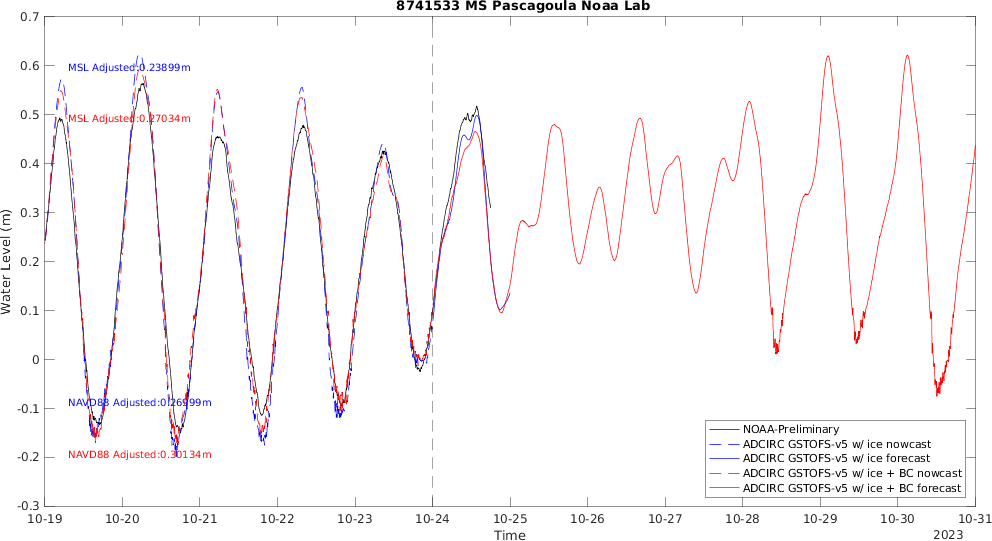 8741533 MS Pascagoula Noaa Lab
0.7
0.6
0.5
0.4
0.3
0.2
0.1
0
-0.1
-0.2
-0.3
Water Level (m)
MSL Adjusted:0.23899m
MSL Adjusted:0.27034m
NAVD88 Adjusted:0.26999m
NAVD88 Adjusted:0.30134m
NOAA-Preliminary
ADCIRC GSTOFS-v5 w/ ice nowcast
ADCIRC GSTOFS-v5 w/ ice forecast
ADCIRC GSTOFS-v5 w/ ice + BC nowcast
ADCIRC GSTOFS-v5 w/ ice + BC forecast
10-19 10-20 10-21 10-22 10-23 10-24 10-25 10-26 10-27 10-28 10-29 10-30 10-31
Time
2023